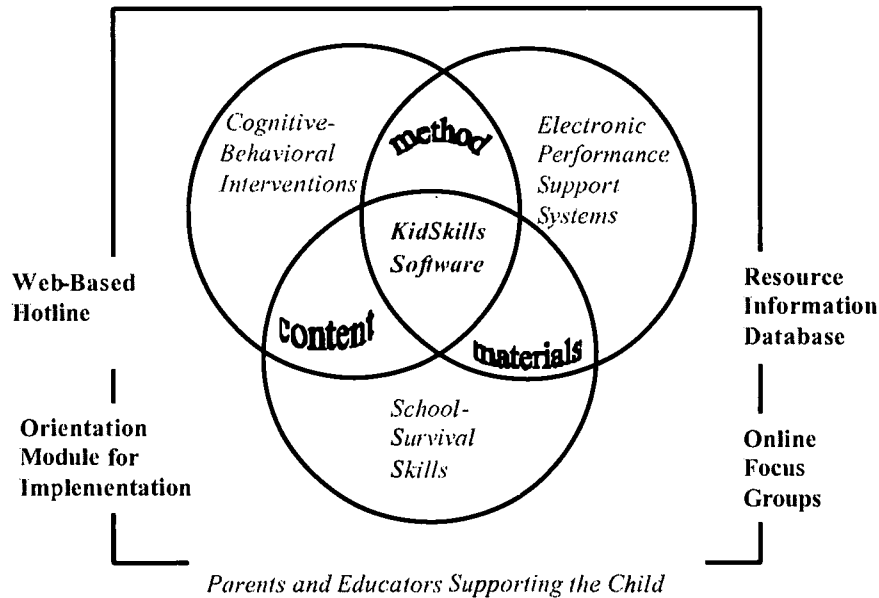 Cognitive-
Behavioral
Interventions
method
Electronic
Performance
Support
Systems
KidSkills
Software
content
materials
School-
Survival
Skills
Web-Based
Hotline
Orientation
Module for
Implementation
Resource
Information
Database
Online
Focus
Groups
Parents and Educators Supporting the Child